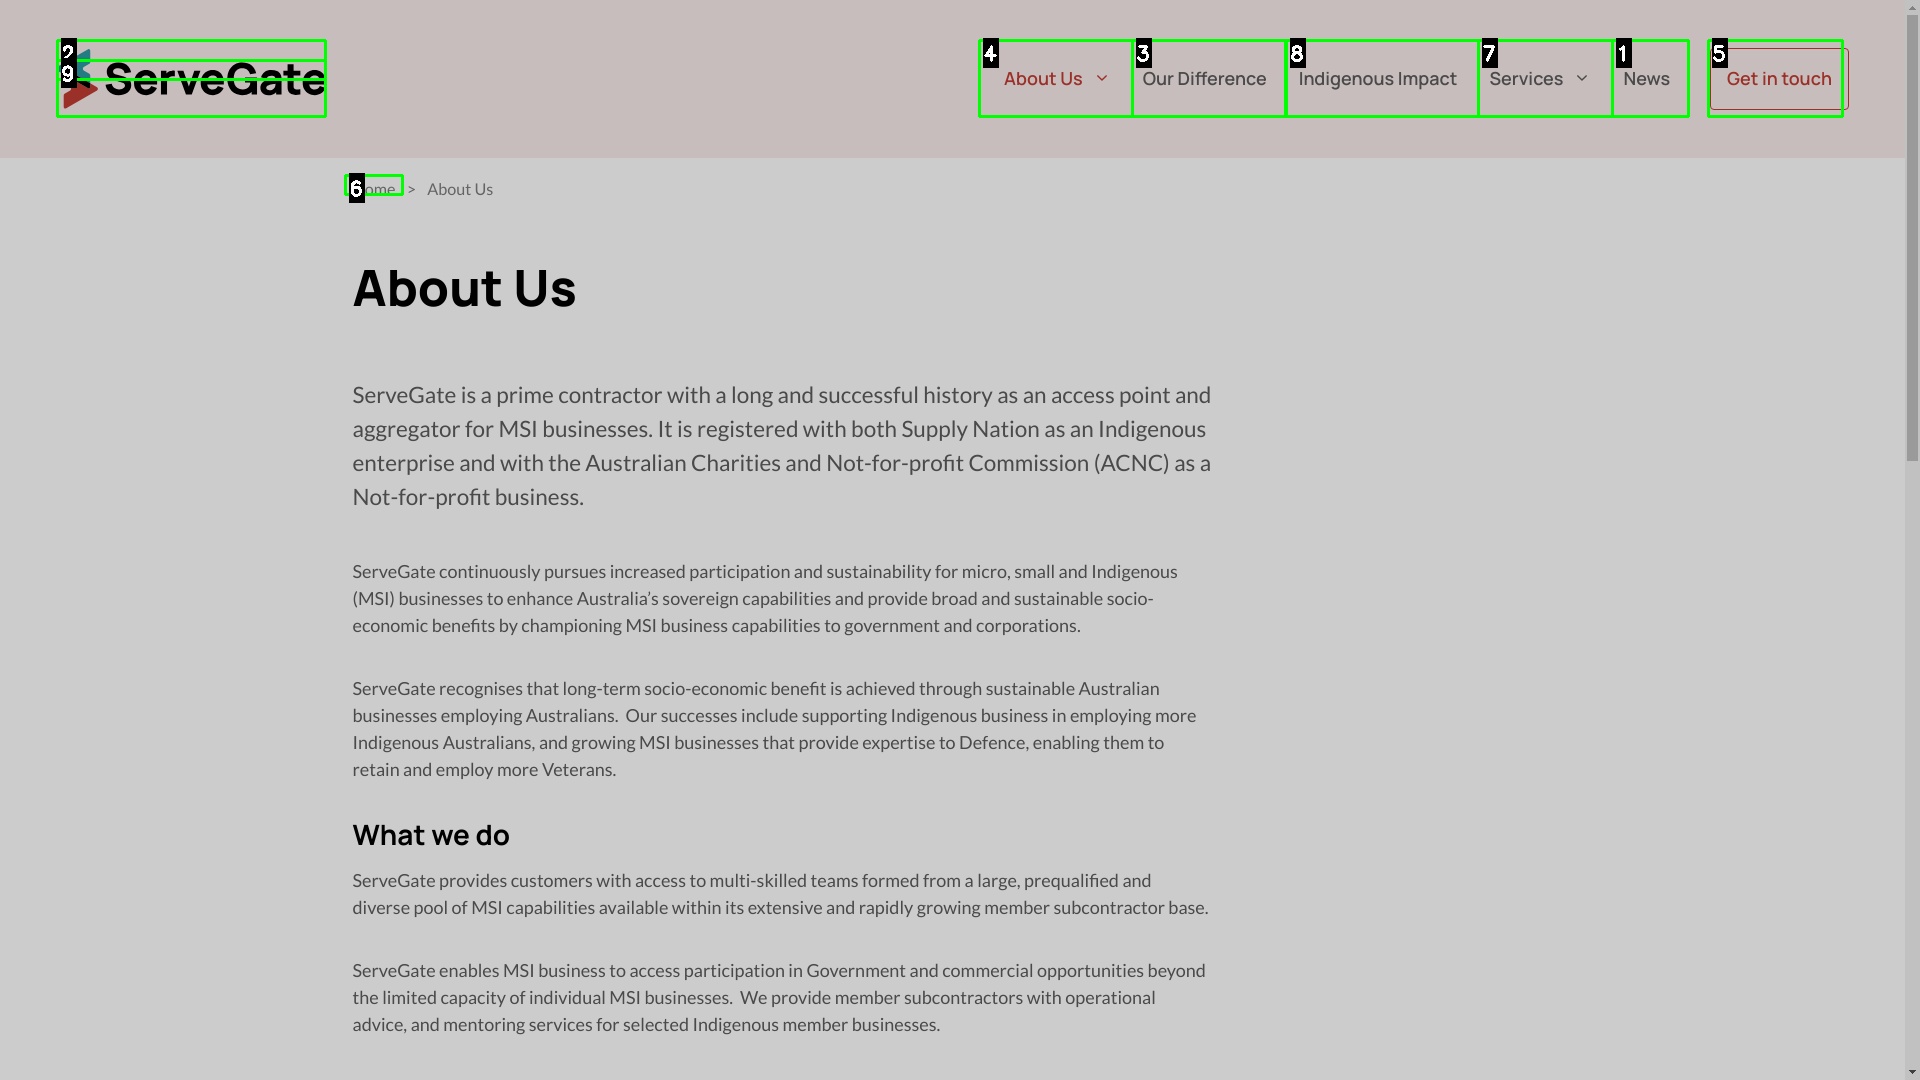 2
9
ServeGate
4
About Us
3
Our Difference
8
Indigenous Impact
7
Services
1
News
5
Get in touch
6
ome > About Us
About Us
ServeGate is a prime contractor with a long and successful history as an access point and
aggregator for MSI businesses. It is registered with both Supply Nation as an Indigenous
enterprise and with the Australian Charities and Not-for-profit Commission (ACNC) as a
Not-for-profit business.
ServeGate continuously pursues increased participation and sustainability for micro, small and Indigenous
(MSI) businesses to enhance Australia’s sovereign capabilities and provide broad and sustainable socio-
economic benefits by championing MSI business capabilities to government and corporations.
ServeGate recognises that long-term socio-economic benefit is achieved through sustainable Australian
businesses employing Australians.  Our successes include supporting Indigenous business in employing more
Indigenous Australians, and growing MSI businesses that provide expertise to Defence, enabling them to
retain and employ more Veterans.
What we do
ServeGate provides customers with access to multi-skilled teams formed from a large, prequalified and
diverse pool of MSI capabilities available within its extensive and rapidly growing member subcontractor base.
ServeGate enables MSI business to access participation in Government and commercial opportunities beyond
the limited capacity of individual MSI businesses.  We provide member subcontractors with operational
advice, and mentoring services for selected Indigenous member businesses.